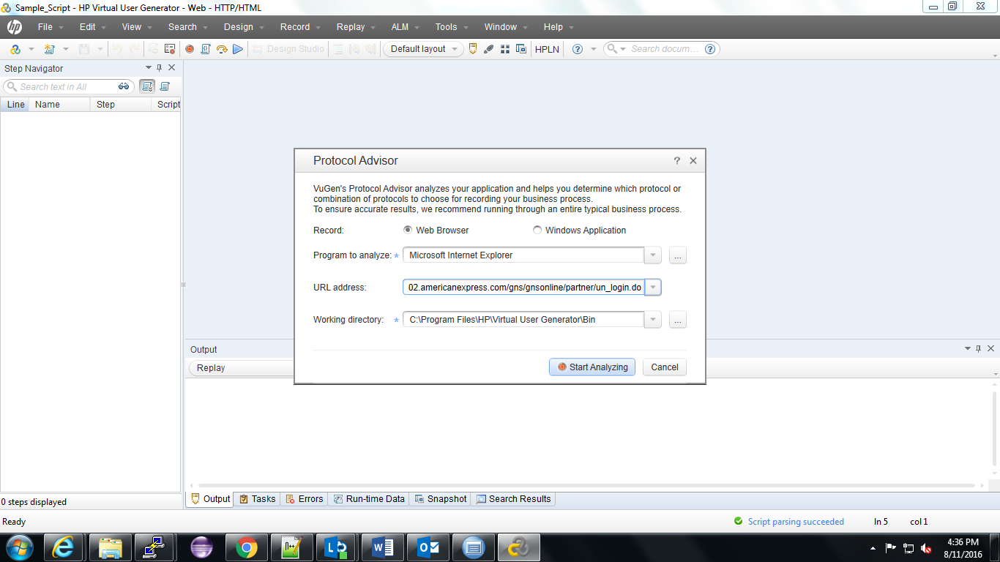 Sample_Script - HP Virtual User Generator - Web - HTTP/HTML
hp File Edit View Search Design Record Replay ALM Tools Window Help
Design Studio Default layout HPLN ? Search docum... ?
Step Navigator
Search text in All
Line Name Step Script
Protocol Advisor ?
VuGen's Protocol Advisor analyzes your application and helps you determine which protocol or
combination of protocols to choose for recording your business process.
To ensure accurate results, we recommend running through an entire typical business process.
Record: Web Browser Windows Application
Program to analyze: * Microsoft Internet Explorer ...
URL address: 02.americanexpress.com/gns/gnsonline/partner/un_login.do
Working directory: * C:\Program Files\HP\Virtual User Generator\Bin ...
Start Analyzing Cancel
Output
Replay
0 steps displayed
Output Tasks Errors Run-time Data Snapshot Search Results
Ready Script parsing succeeded ln 5 col 1
4:36 PM
8/11/2016